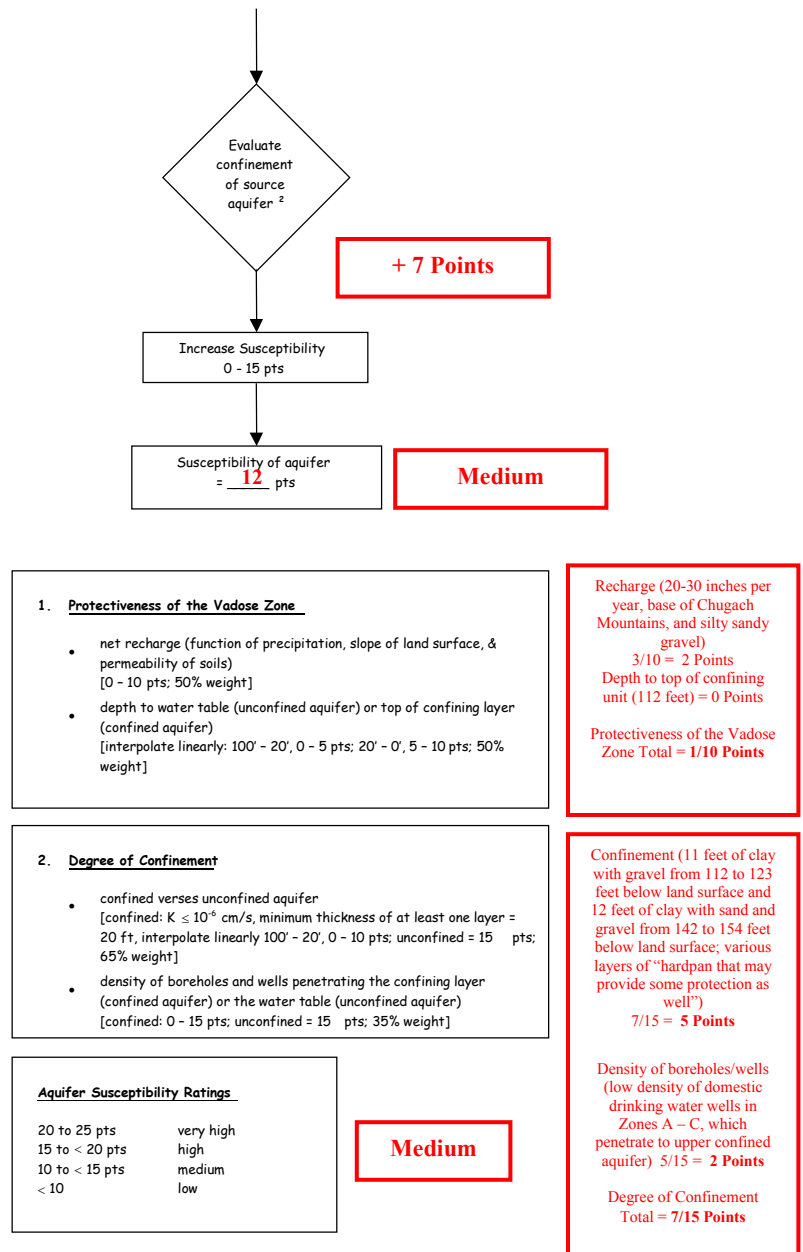 Evaluate
confinement
of source
aquifer ²
+ 7 Points
Increase Susceptibility
0 - 15 pts
Susceptibility of aquifer
= 12 pts
Medium
1. Protectiveness of the Vadose Zone
• net recharge (function of precipitation, slope of land surface, &
permeability of soils)
[0 – 10 pts; 50% weight]
• depth to water table (unconfined aquifer) or top of confining layer
(confined aquifer)
[interpolate linearly: 100’ – 20’, 0 – 5 pts; 20’ – 0’, 5 – 10 pts; 50%
weight]
Recharge (20-30 inches per
year, base of Chugach
Mountains, and silty sandy
gravel)
3/10 = 2 Points
Depth to top of confining
unit (112 feet) = 0 Points
Protectiveness of the Vadose
Zone Total = 1/10 Points
2. Degree of Confinement
• confined verses unconfined aquifer
[confined: K ≤ 10⁻⁶ cm/s, minimum thickness of at least one layer =
20 ft, interpolate linearly 100’ – 20’, 0 – 10 pts; unconfined = 15 pts;
65% weight]
• density of boreholes and wells penetrating the confining layer
(confined aquifer) or the water table (unconfined aquifer)
[confined: 0 – 15 pts; unconfined = 15 pts; 35% weight]
Confinement (11 feet of clay
with gravel from 112 to 123
feet below land surface and
12 feet of clay with sand and
gravel from 142 to 154 feet
below land surface; various
layers of “hardpan that may
provide some protection as
well”)
7/15 = 5 Points
Density of boreholes/wells
(low density of domestic
drinking water wells in
Zones A – C, which
penetrate to upper confined
aquifer) 5/15 = 2 Points
Degree of Confinement
Total = 7/15 Points
Aquifer Susceptibility Ratings
20 to 25 pts very high
15 to < 20 pts high
10 to < 15 pts medium
< 10 low
Medium